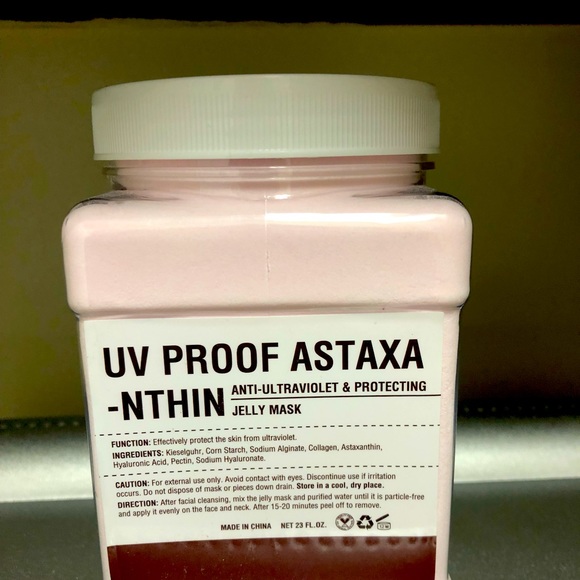 UV PROOF ASTAXA
-NTHIN
ANTI-ULTRAVIOLET & PROTECTING
JELLY MASK
FUNCTION: Effectively protect the skin from ultraviolet.
INGREDIENTS: Kieselguhr, Corn Starch, Sodium Alginate, Collagen, Astaxanthin,
Hyaluronic Acid, Pectin, Sodium Hyaluronate.
CAUTION: For external use only. Avoid contact with eyes. Discontinue use if irritation
occurs. Do not dispose of mask or pieces down drain. Store in a cool, dry place.
DIRECTION: After facial cleansing, mix the jelly mask and purified water until it is particle-free
and apply it evenly on the face and neck. After 15-20 minutes peel off to remove.
MADE IN CHINA NET 23 FL.OZ.